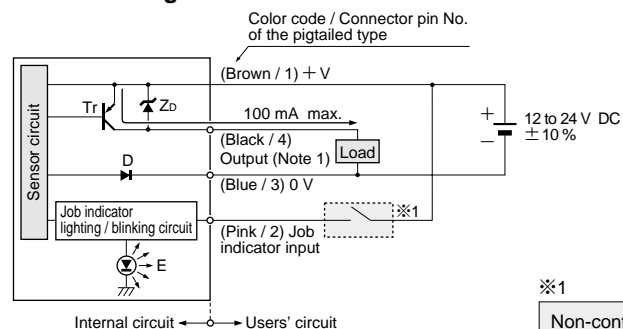 Color code / Connector pin No.
of the pigtailed type
(Brown / 1) + V
Tr
ZD
100 mA max.
+
12 to 24 V DC
± 10 %
−
(Black / 4)
Output (Note 1)
Load
Sensor circuit
D
(Blue / 3) 0 V
Job indicator
lighting / blinking circuit
※1
(Pink / 2) Job
indicator input
E
Internal circuit
Users' circuit
※1